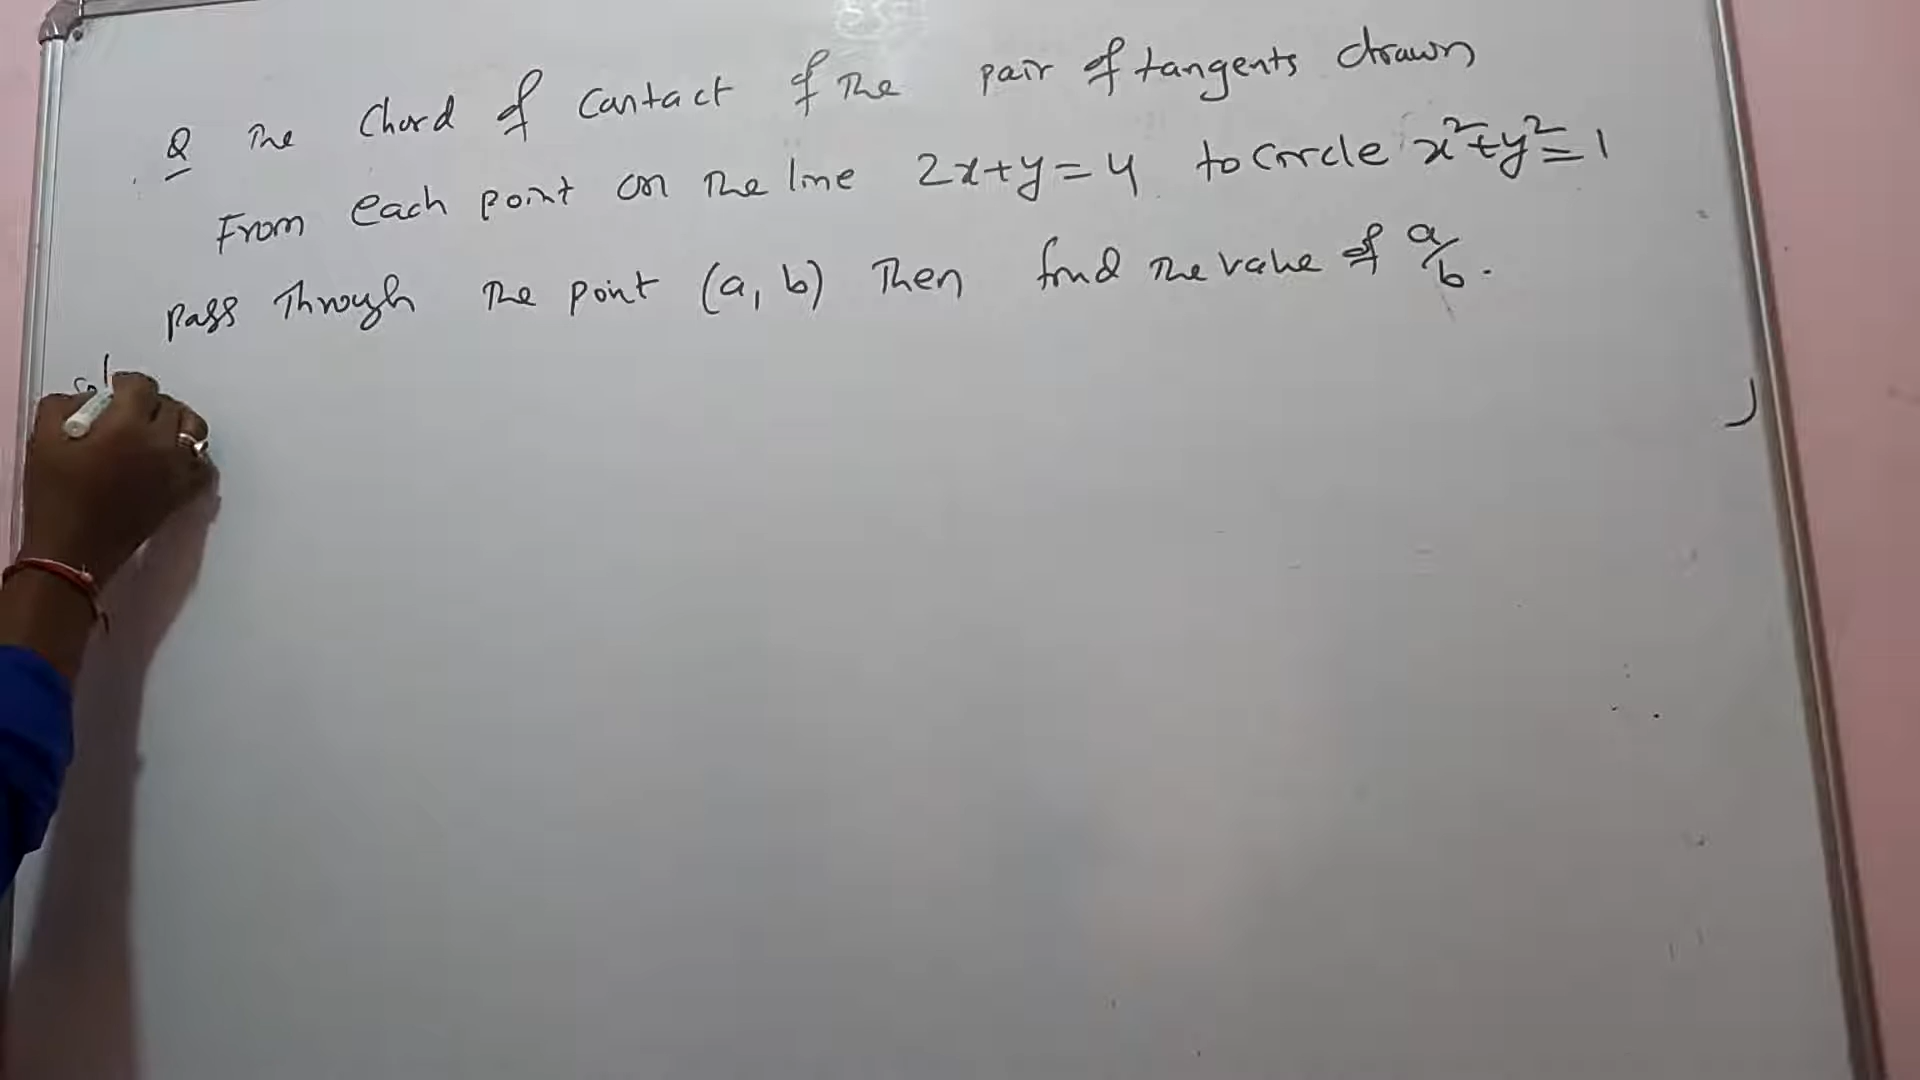 Q The Chord of Contact of The pair of tangents drawn
From each point on The line 2x+y=4 to Circle x²+y²=1
pass Through The point (a, b) Then find The value of a/b.
Sol